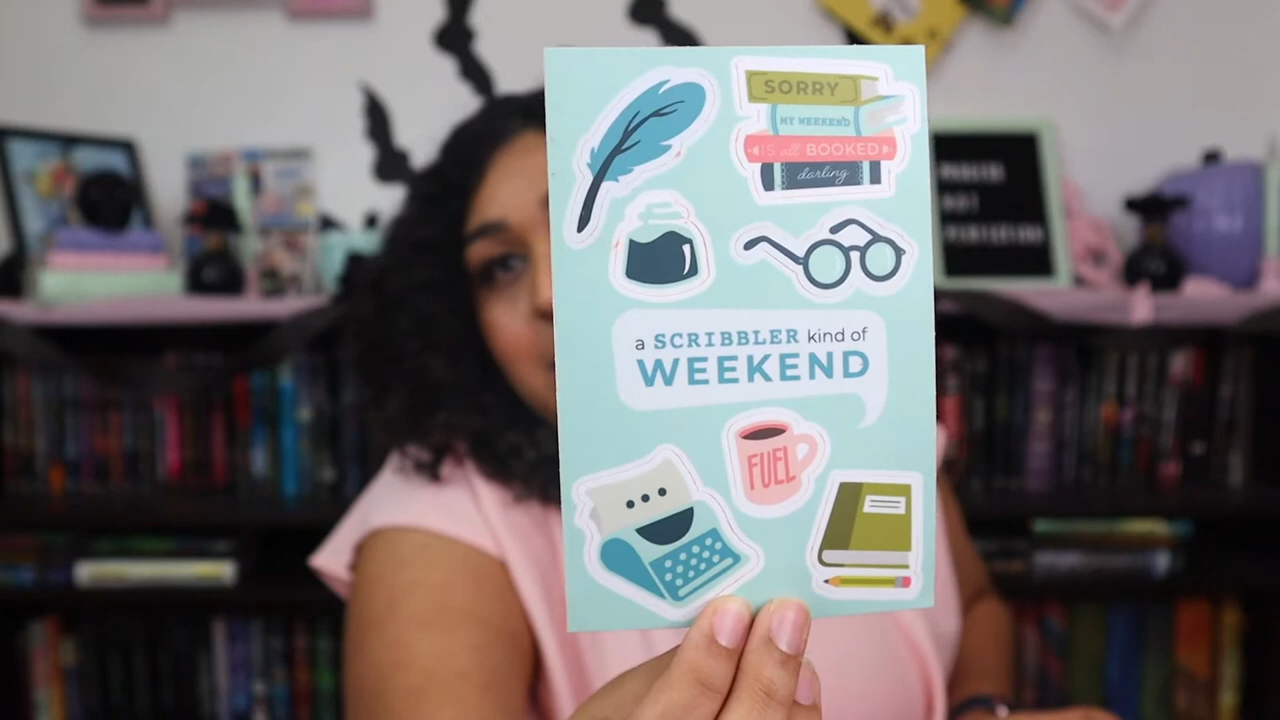 SORRY
MY WEEKEND
IS all BOOKED
darling
a SCRIBBLER kind of
WEEKEND
FUEL